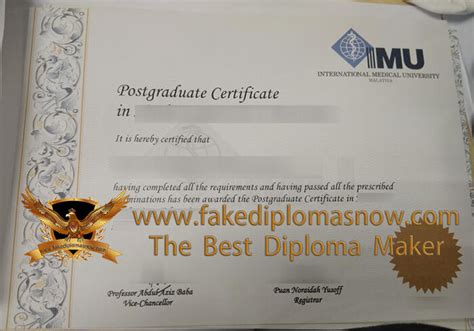 IMU
INTERNATIONAL MEDICAL UNIVERSITY
MALAYSIA
Postgraduate Certificate
in
It is hereby certified that
having completed all the requirements and having passed all the prescribed
examinations has been awarded the Postgraduate Certificate in
www.fakediplomasnow.com
The Best Diploma Maker
Professor Abdul Aziz Baba
Vice-Chancellor
Puan Noraidah Yusoff
Registrar